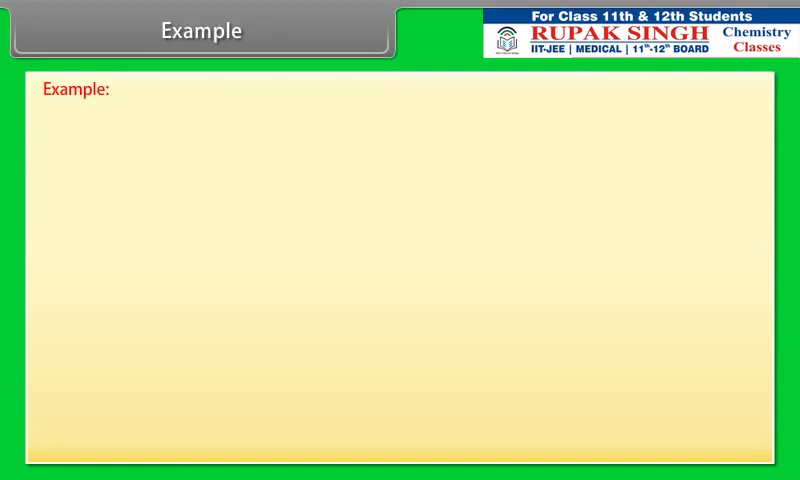 Example
For Class 11th & 12th Students
RUPAK SINGH
IIT-JEE | MEDICAL | 11th-12th BOARD
Chemistry
Classes
Example: